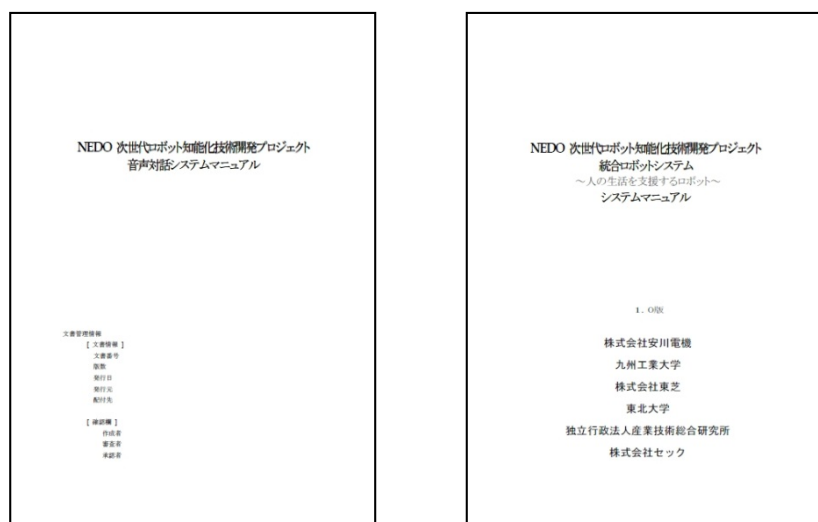 NEDO 次世代ロボット知能化技術開発プロジェクト
音声対話システムマニュアル
文書管理情報
[ 文書情報 ]
文書番号
版数
発行日
発行元
配付先
[ 確認欄 ]
作成者
審査者
承認者
NEDO 次世代ロボット知能化技術開発プロジェクト
統合ロボットシステム
～人の生活を支援するロボット～
システムマニュアル
1.0版
株式会社安川電機
九州工業大学
株式会社東芝
東北大学
独立行政法人産業技術総合研究所
株式会社セック